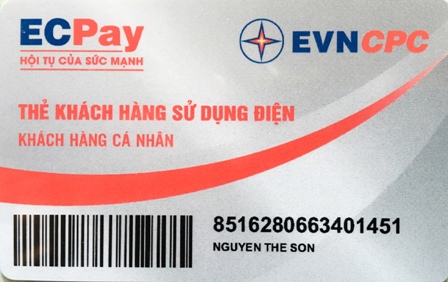 ECPay
HỘI TỤ CỦA SỨC MẠNH
EVNCPC
THẺ KHÁCH HÀNG SỬ DỤNG ĐIỆN
KHÁCH HÀNG CÁ NHÂN
8516280663401451
NGUYEN THE SON